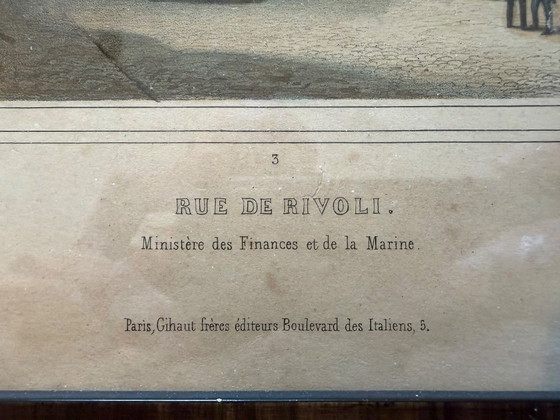 3
RUE DE RIVOLI.
Ministère des Finances et de la Marine.
Paris, Gihaut frères éditeurs Boulevard des Italiens, 5.